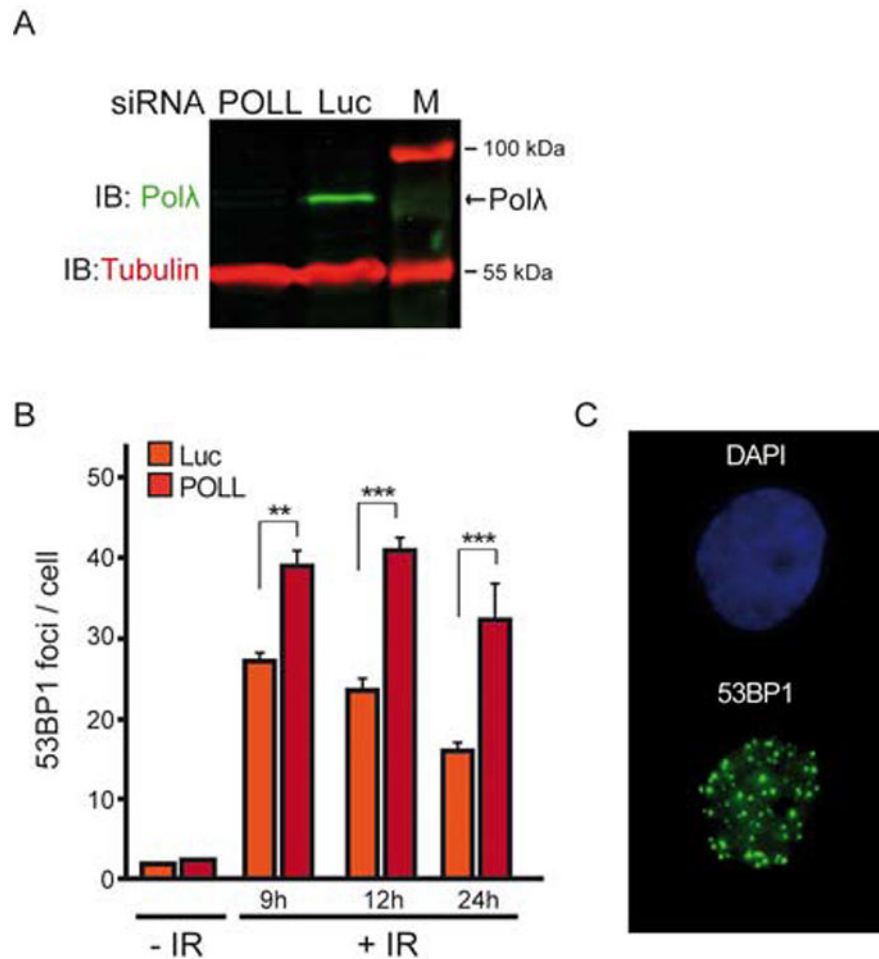 A
siRNA POLL Luc M
– 100 kDa
IB: Polλ
←Polλ
IB:Tubulin
– 55 kDa
B
Luc
POLL
53BP1 foci / cell
50
40
30
20
10
0
**
***
***
9h 12h 24h
- IR + IR
C
DAPI
53BP1